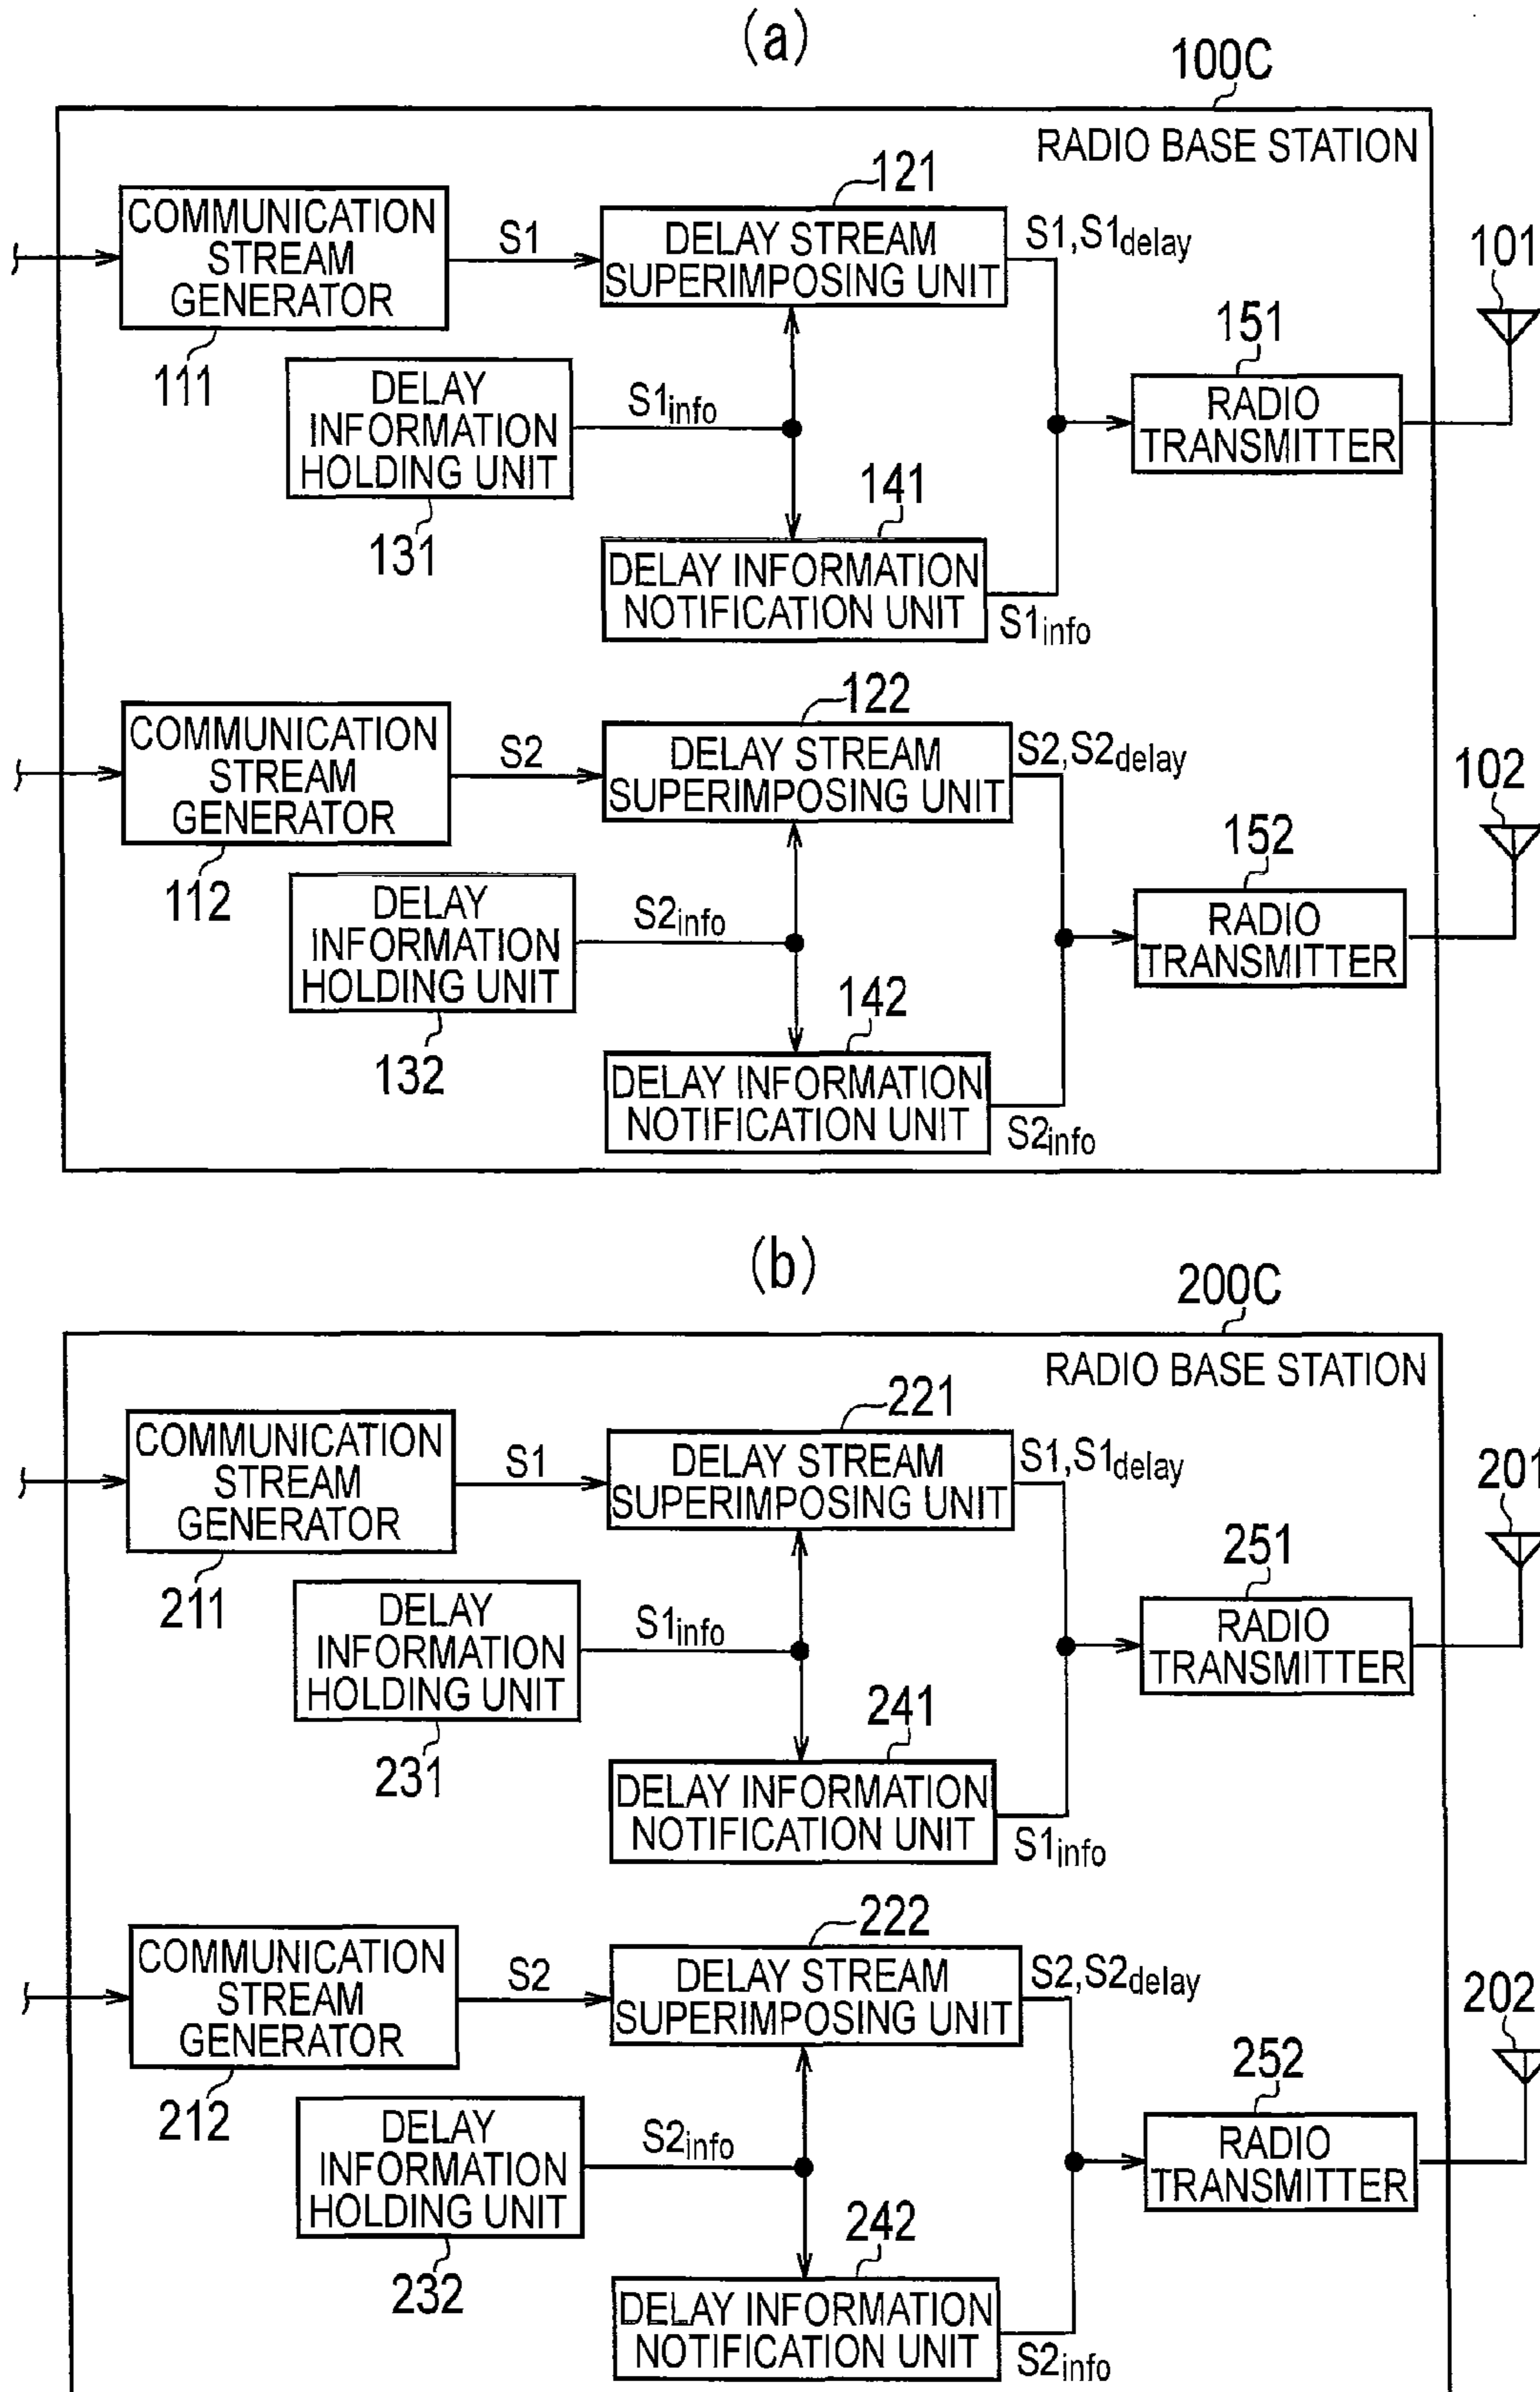 (a)
100C
RADIO BASE STATION
121
COMMUNICATION
STREAM
GENERATOR
S1
DELAY STREAM
SUPERIMPOSING UNIT
S1,S1delay
101
111
DELAY
INFORMATION
HOLDING UNIT
S1info
151
RADIO
TRANSMITTER
131
141
DELAY INFORMATION
NOTIFICATION UNIT
S1info
122
COMMUNICATION
STREAM
GENERATOR
S2
DELAY STREAM
SUPERIMPOSING UNIT
S2,S2delay
102
112
DELAY
INFORMATION
HOLDING UNIT
S2info
152
RADIO
TRANSMITTER
132
142
DELAY INFORMATION
NOTIFICATION UNIT
S2info
(b)
200C
RADIO BASE STATION
221
COMMUNICATION
STREAM
GENERATOR
S1
DELAY STREAM
SUPERIMPOSING UNIT
S1,S1delay
201
211
DELAY
INFORMATION
HOLDING UNIT
S1info
251
RADIO
TRANSMITTER
231
241
DELAY INFORMATION
NOTIFICATION UNIT
S1info
222
COMMUNICATION
STREAM
GENERATOR
S2
DELAY STREAM
SUPERIMPOSING UNIT
S2,S2delay
202
212
DELAY
INFORMATION
HOLDING UNIT
S2info
252
RADIO
TRANSMITTER
232
242
DELAY INFORMATION
NOTIFICATION UNIT
S2info